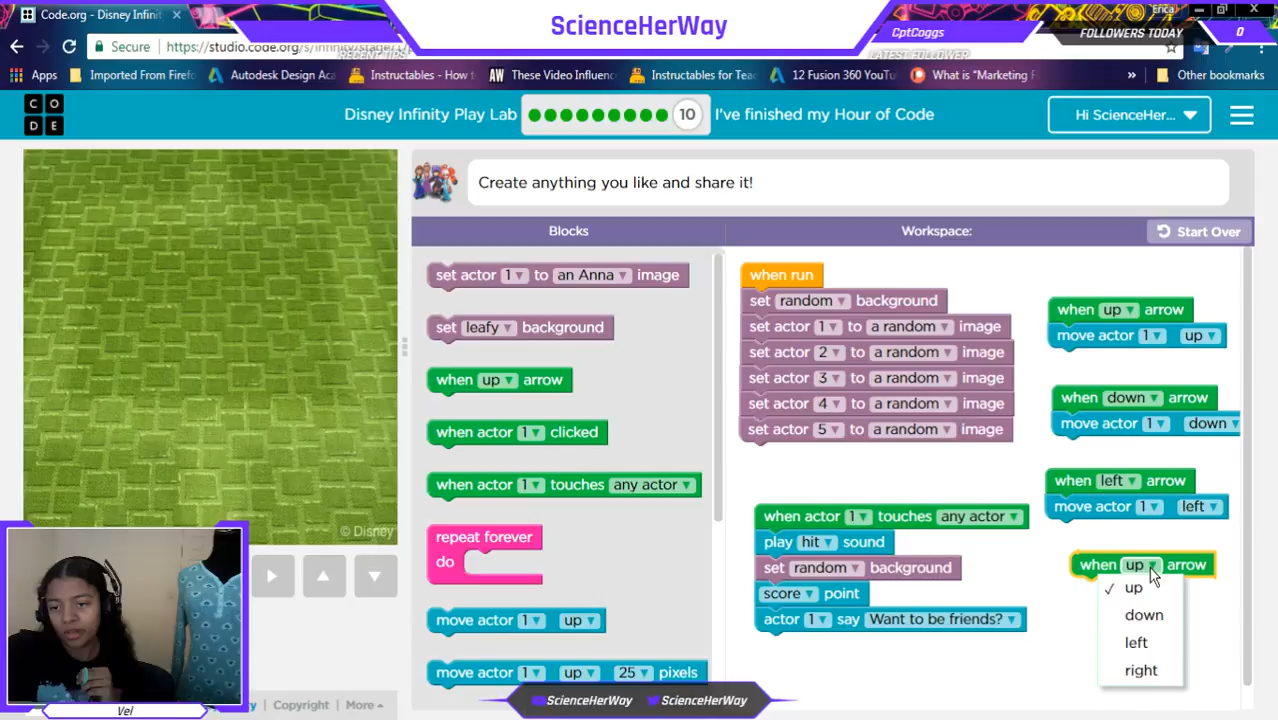 Code.org - Disney Infinity
ScienceHerWay
Erica
CptCoggs
FOLLOWERS TODAY 0
Secure https://studio.code.org/s/infinity/stage/1
RECENT TIPS
LATEST FOLLOWER
Apps Imported From Firef Autodesk Design Aca Instructables - How t These Video Influenc Instructables for Teac 12 Fusion 360 YouTu What is "Marketing F » Other bookmarks
C O D E
Disney Infinity Play Lab 10 I've finished my Hour of Code
Hi ScienceHer...
Create anything you like and share it!
Blocks
Workspace:
Start Over
set actor 1 to an Anna image
set leafy background
when up arrow
when actor 1 clicked
when actor 1 touches any actor
repeat forever
do
move actor 1 up
move actor 1 up 25 pixels
when run
set random background
set actor 1 to a random image
set actor 2 to a random image
set actor 3 to a random image
set actor 4 to a random image
set actor 5 to a random image
when actor 1 touches any actor
play hit sound
set random background
score point
actor 1 say Want to be friends?
when up arrow
move actor 1 up
when down arrow
move actor 1 down
when left arrow
move actor 1 left
when up arrow
✓ up
down
left
right
© Disney
Copyright More
ScienceHerWay ScienceHerWay
Vel